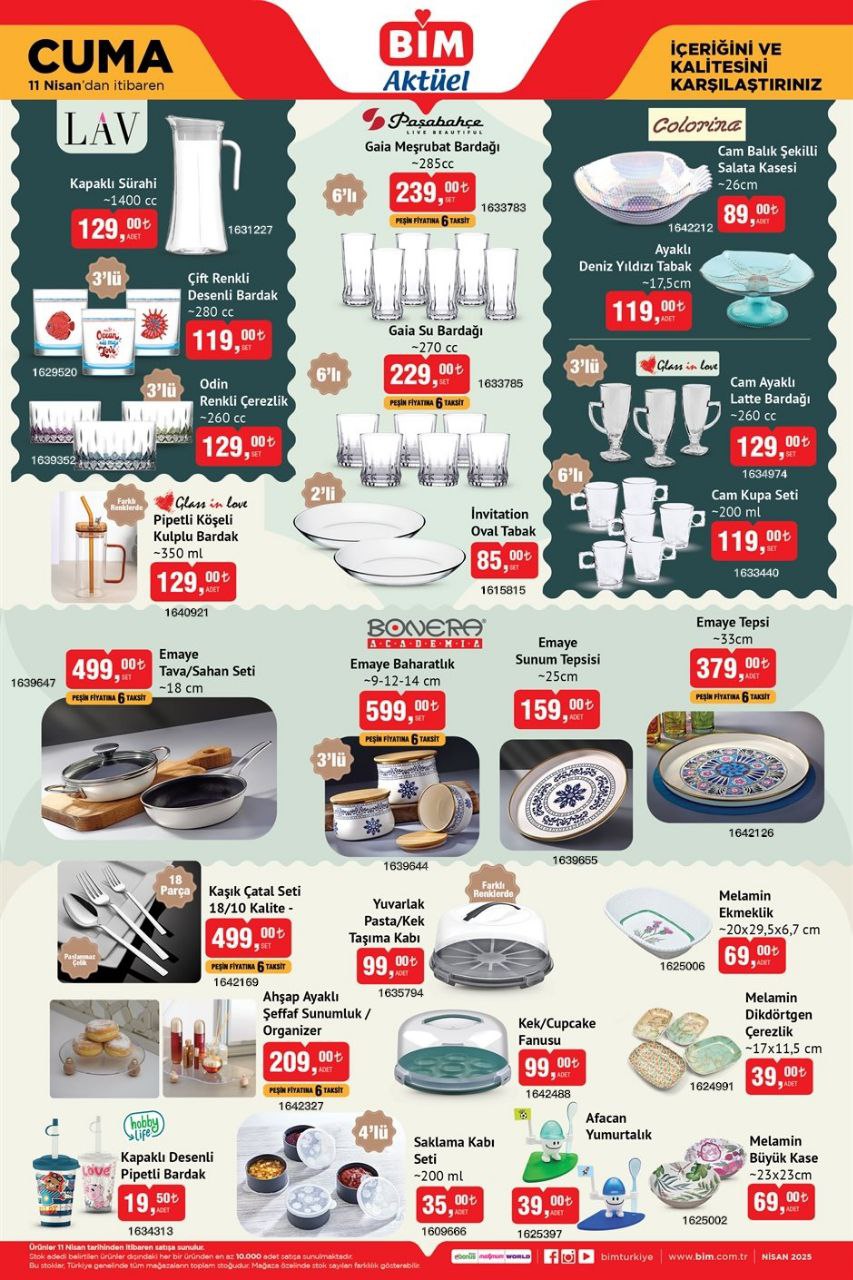 CUMA
11 Nisan'dan itibaren
BİM
Aktüel
İÇERİĞİNİ VE
KALİTESİNİ
KARŞILAŞTIRINIZ
LAV
Kapaklı Sürahi
~1400 cc
129,00₺
ADET
1631227
3'lü
Çift Renkli
Desenli Bardak
~280 cc
119,00₺
SET
1629520
Ocean
Love
3'lü
Odin
Renkli Çerezlik
~260 cc
129,00₺
SET
1639352
Paşabahçe
LIVE BEAUTIFUL
Gaia Meşrubat Bardağı
~285cc
6'lı
239,00₺
SET
PEŞİN FİYATINA 6 TAKSİT
1633783
Gaia Su Bardağı
~270 cc
6'lı
229,00₺
SET
PEŞİN FİYATINA 6 TAKSİT
1633785
2'li
İnvitation
Oval Tabak
85,00₺
SET
1615815
Colorina
Cam Balık Şekilli
Salata Kasesi
~26cm
89,00₺
ADET
1642212
Ayaklı
Deniz Yıldızı Tabak
~17,5cm
119,00₺
ADET
3'lü
Glass in love
Cam Ayaklı
Latte Bardağı
~260 cc
129,00₺
SET
1634974
6'lı
Cam Kupa Seti
~200 ml
119,00₺
SET
1633440
Farklı
Renklerde
Glass in love
Pipetli Köşeli
Kulplu Bardak
~350 ml
129,00₺
ADET
1640921
1639647
499,00₺
SET
PEŞİN FİYATINA 6 TAKSİT
Emaye
Tava/Sahan Seti
~18 cm
BONERA
ACADEMIA
Emaye Baharatlık
~9-12-14 cm
599,00₺
SET
PEŞİN FİYATINA 6 TAKSİT
3'lü
1639644
Emaye
Sunum Tepsisi
~25cm
159,00₺
ADET
1639655
Emaye Tepsi
~33cm
379,00₺
ADET
PEŞİN FİYATINA 6 TAKSİT
1642126
18
Parça
Paslanmaz
Çelik
Kaşık Çatal Seti
18/10 Kalite -
499,00₺
SET
PEŞİN FİYATINA 6 TAKSİT
1642169
Yuvarlak
Pasta/Kek
Taşıma Kabı
99,00₺
ADET
1635794
Farklı
Renklerde
Melamin
Ekmeklik
~20x29,5x6,7 cm
69,00₺
ADET
1625006
Ahşap Ayaklı
Şeffaf Sunumluk /
Organizer
209,00₺
ADET
PEŞİN FİYATINA 6 TAKSİT
1642327
Kek/Cupcake
Fanusu
99,00₺
ADET
1642488
Melamin
Dikdörtgen
Çerezlik
~17x11,5 cm
39,00₺
ADET
1624991
hobby
life
LOVE
Kapaklı Desenli
Pipetli Bardak
19,50₺
ADET
1634313
4'lü
Saklama Kabı
Seti
~200 ml
35,00₺
SET
1609666
Afacan
Yumurtalık
39,00₺
ADET
1625397
Melamin
Büyük Kase
~23x23cm
69,00₺
ADET
1625002
Ürünler 11 Nisan tarihinden itibaren satışa sunulur.
Stok adedi belirtilen ürünler dışındaki her bir üründen en az 10.000 adet satışa sunulmaktadır.
Bu stoklar, Türkiye genelinde tüm mağazaların toplam stoğudur. Mağaza özelinde stok sayıları farklılık gösterebilir.
ebonuli magnum WORLD
bimturkiye
www.bim.com.tr
NİSAN 2025